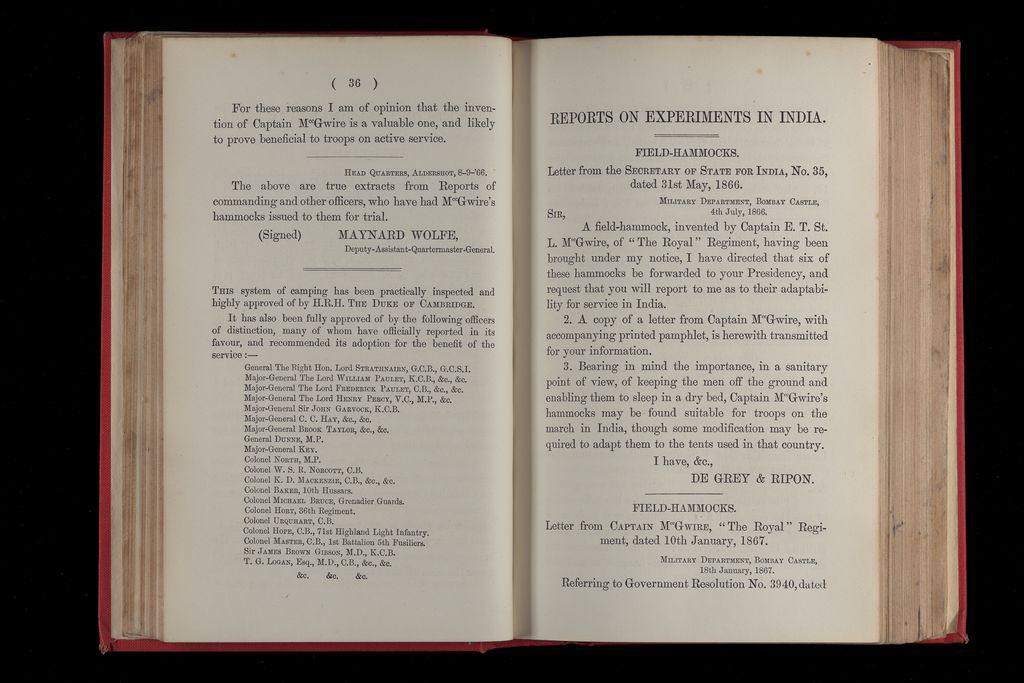 ( 36 )
For these reasons I am of opinion that the inven-
tion of Captain MᶜᶜGwire is a valuable one, and likely
to prove beneficial to troops on active service.
HEAD QUARTERS, ALDERSHOT, 8-9-'66.
The above are true extracts from Reports of
commanding and other officers, who have had MᶜᶜGwire's
hammocks issued to them for trial.
(Signed) MAYNARD WOLFE,
Deputy-Assistant-Quartermaster-General.
THIS system of camping has been practically inspected and
highly approved of by H.R.H. THE DUKE OF CAMBRIDGE.
It has also been fully approved of by the following officers
of distinction, many of whom have officially reported in its
favour, and recommended its adoption for the benefit of the
service :—
General The Right Hon. Lord STRATHNAIRN, G.C.B., G.C.S.I.
Major-General The Lord WILLIAM PAULET, K.C.B., &c., &c.
Major-General The Lord FREDERICK PAULET, C.B., &c., &c.
Major-General The Lord HENRY PERCY, V.C., M.P., &c.
Major-General Sir JOHN GARVOCK, K.C.B.
Major-General C. C. HAY, &c., &c.
Major-General BROOK TAYLOR, &c., &c.
General DUNNE, M.P.
Major-General KEY.
Colonel NORTH, M.P.
Colonel W. S. R. NORCOTT, C.B.
Colonel K. D. MACKENZIE, C.B., &c., &c.
Colonel BAKER, 10th Hussars.
Colonel MICHAEL BRUCE, Grenadier Guards.
Colonel HORT, 36th Regiment.
Colonel URQUHART, C.B.
Colonel HOPE, C.B., 71st Highland Light Infantry.
Colonel MASTER, C.B., 1st Battalion 5th Fusiliers.
Sir JAMES BROWN GIBSON, M.D., K.C.B.
T. G. LOGAN, Esq., M.D., C.B., &c., &c.
&c. &c. &c.
REPORTS ON EXPERIMENTS IN INDIA.
FIELD-HAMMOCKS.
Letter from the SECRETARY OF STATE FOR INDIA, No. 35,
dated 31st May, 1866.
MILITARY DEPARTMENT, BOMBAY CASTLE,
SIR, 4th July, 1866.
A field-hammock, invented by Captain E. T. St.
L. MᶜᶜGwire, of “The Royal” Regiment, having been
brought under my notice, I have directed that six of
these hammocks be forwarded to your Presidency, and
request that you will report to me as to their adaptabi-
lity for service in India.
2. A copy of a letter from Captain MᶜᶜGwire, with
accompanying printed pamphlet, is herewith transmitted
for your information.
3. Bearing in mind the importance, in a sanitary
point of view, of keeping the men off the ground and
enabling them to sleep in a dry bed, Captain MᶜᶜGwire's
hammocks may be found suitable for troops on the
march in India, though some modification may be re-
quired to adapt them to the tents used in that country.
I have, &c.,
DE GREY & RIPON.
FIELD-HAMMOCKS.
Letter from CAPTAIN MᶜᶜGWIRE, “The Royal” Regi-
ment, dated 10th January, 1867.
MILITARY DEPARTMENT, BOMBAY CASTLE,
18th January, 1867.
Referring to Government Resolution No. 3940, dated